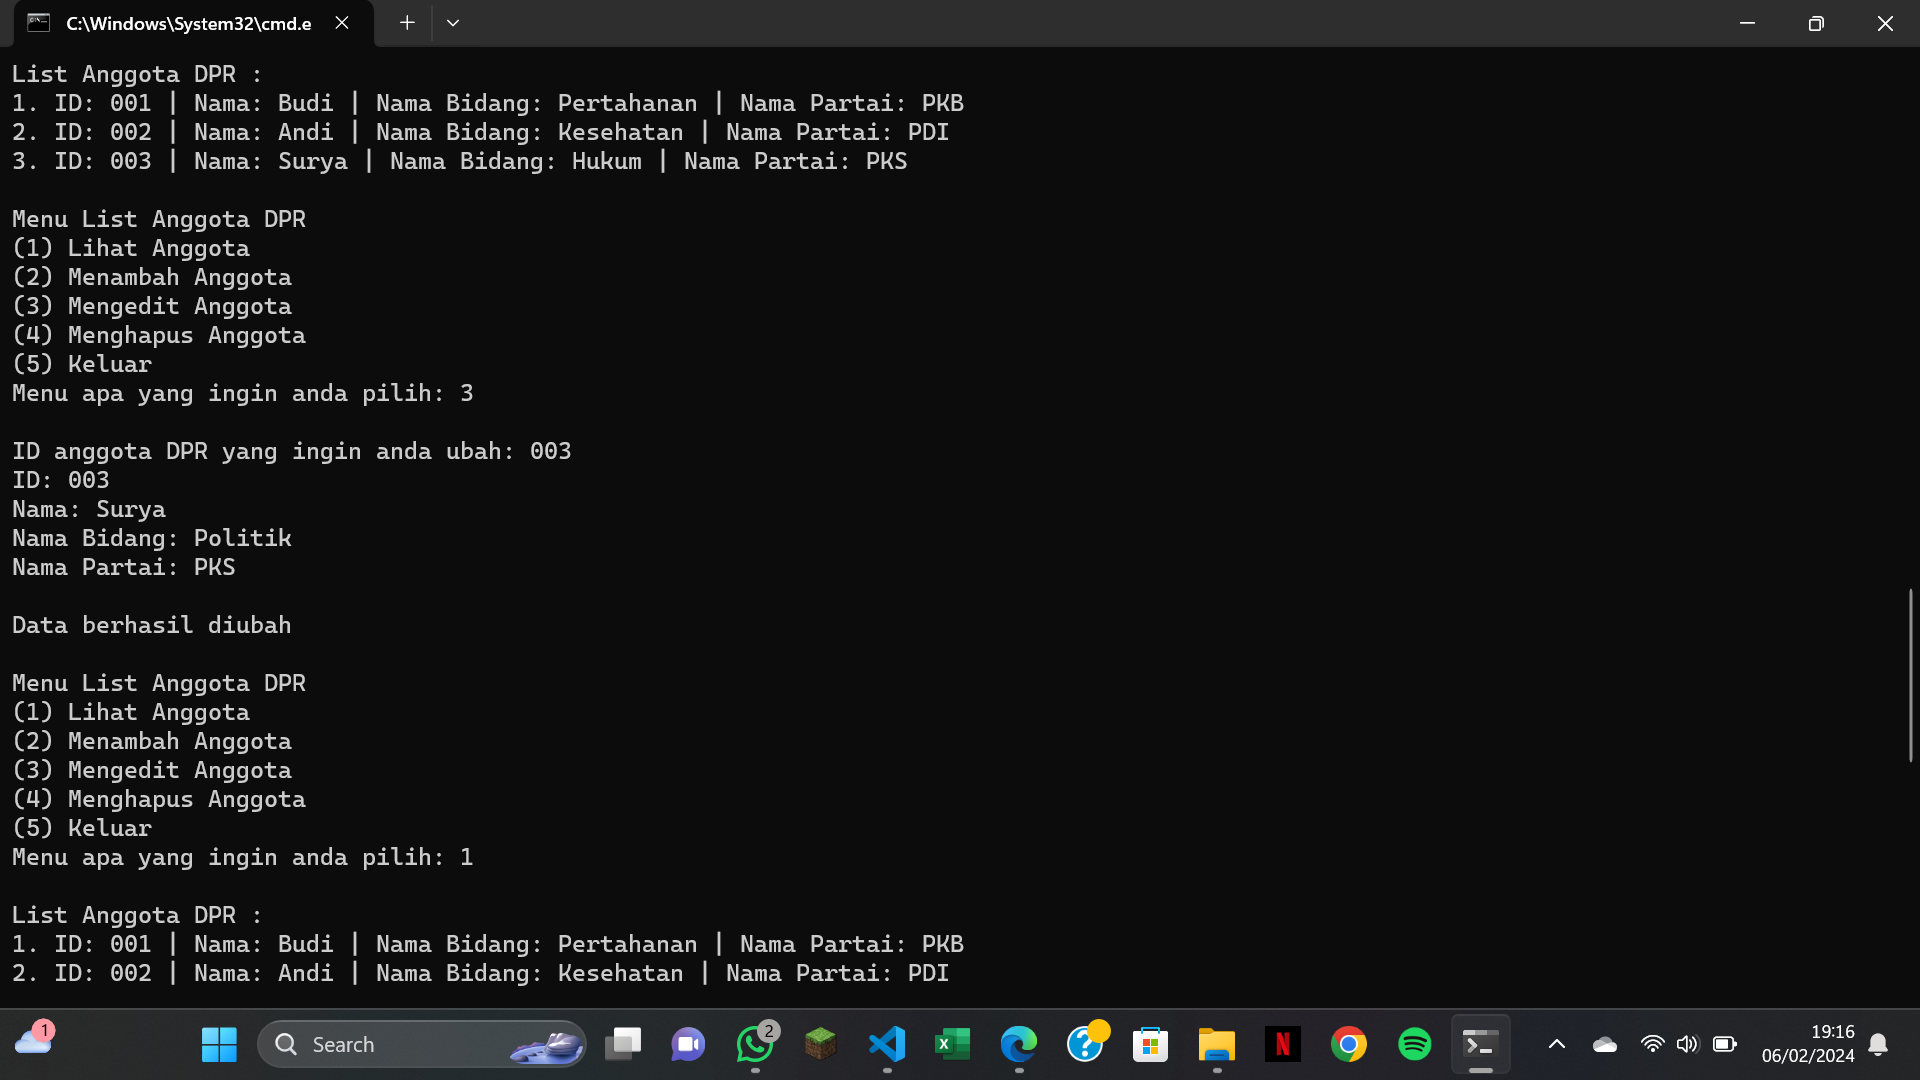 C:\Windows\System32\cmd.e
List Anggota DPR :
1. ID: 001 | Nama: Budi | Nama Bidang: Pertahanan | Nama Partai: PKB
2. ID: 002 | Nama: Andi | Nama Bidang: Kesehatan | Nama Partai: PDI
3. ID: 003 | Nama: Surya | Nama Bidang: Hukum | Nama Partai: PKS
Menu List Anggota DPR
(1) Lihat Anggota
(2) Menambah Anggota
(3) Mengedit Anggota
(4) Menghapus Anggota
(5) Keluar
Menu apa yang ingin anda pilih: 3
ID anggota DPR yang ingin anda ubah: 003
ID: 003
Nama: Surya
Nama Bidang: Politik
Nama Partai: PKS
Data berhasil diubah
Menu List Anggota DPR
(1) Lihat Anggota
(2) Menambah Anggota
(3) Mengedit Anggota
(4) Menghapus Anggota
(5) Keluar
Menu apa yang ingin anda pilih: 1
List Anggota DPR :
1. ID: 001 | Nama: Budi | Nama Bidang: Pertahanan | Nama Partai: PKB
2. ID: 002 | Nama: Andi | Nama Bidang: Kesehatan | Nama Partai: PDI
1
Search
2
19:16
06/02/2024